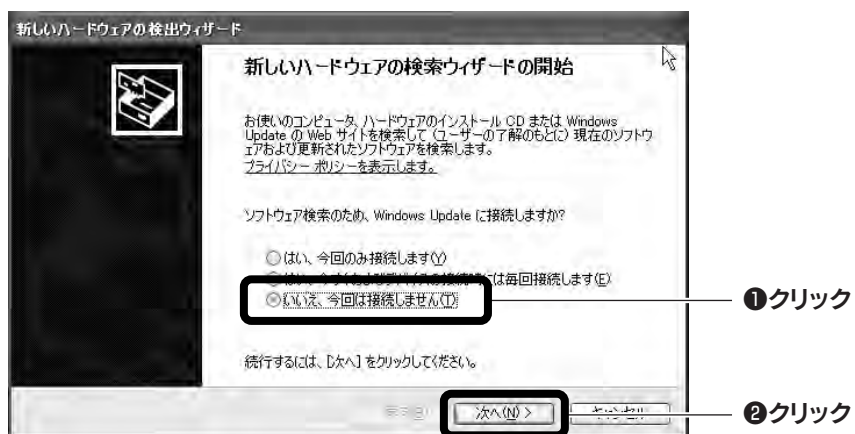 新しいハードウェアの検出ウィザード
新しいハードウェアの検索ウィザードの開始
お使いのコンピュータ、ハードウェアのインストール CD または Windows
Update の Web サイトを検索して (ユーザーの了解のもとに) 現在のソフトウ
ェアおよび更新されたソフトウェアを検索します。
プライバシー ポリシーを表示します。
ソフトウェア検索のため、Windows Update に接続しますか?
はい、今回のみ接続します(Y)
は毎回接続します(E)
いいえ、今回は接続しません(T)
❶クリック
続行するには、[次へ] をクリックしてください。
次へ(N) >
キャンセル
❷クリック